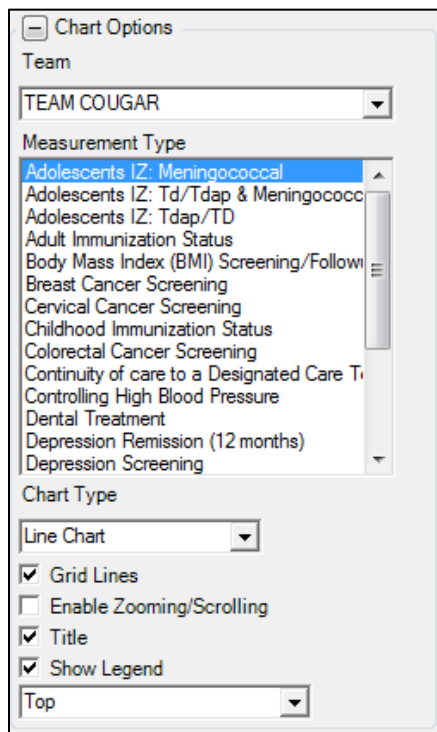 Chart Options
Team
TEAM COUGAR
Measurement Type
Adolescents IZ: Meningococcal
Adolescents IZ: Td/Tdap & Meningococc
Adolescents IZ: Tdap/TD
Adult Immunization Status
Body Mass Index (BMI) Screening/Follow
Breast Cancer Screening
Cervical Cancer Screening
Childhood Immunization Status
Colorectal Cancer Screening
Continuity of care to a Designated Care Te
Controlling High Blood Pressure
Dental Treatment
Depression Remission (12 months)
Depression Screening
Chart Type
Line Chart
Grid Lines
Enable Zooming/Scrolling
Title
Show Legend
Top